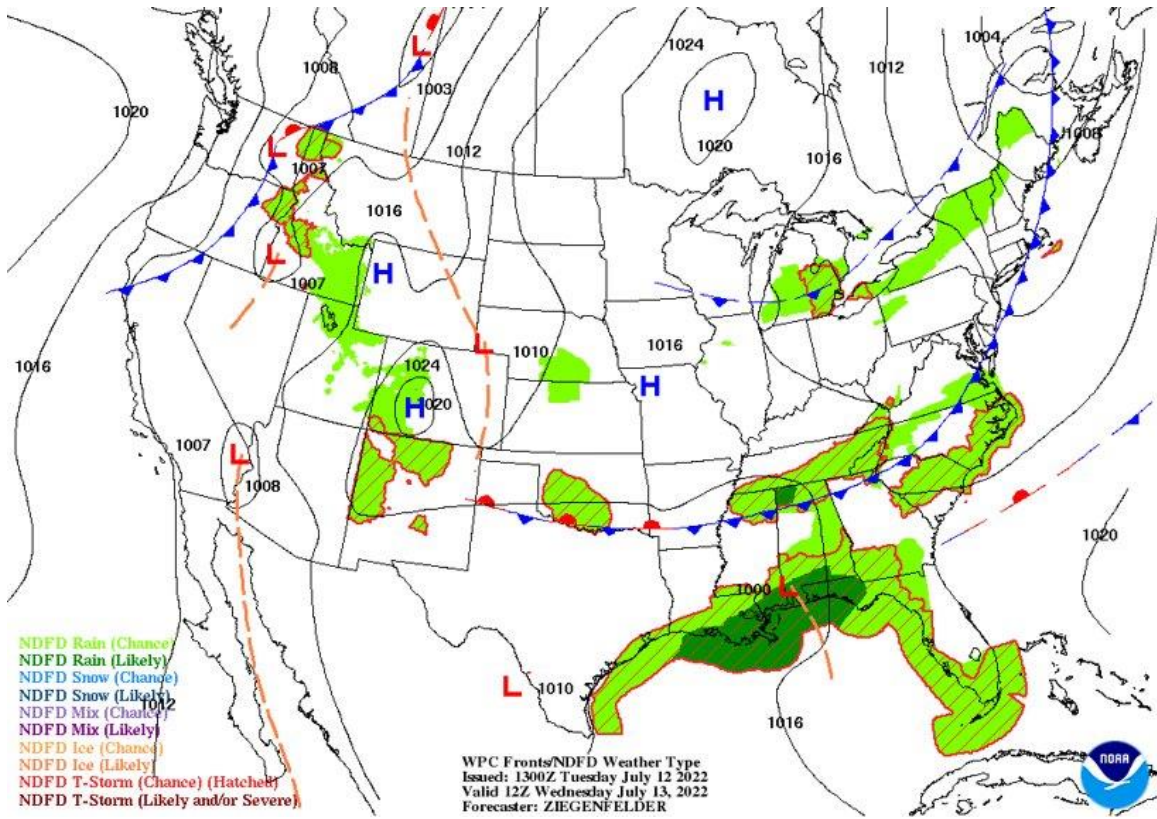 1024
1004
1008
1012
L
1003
H
1020
1020
L
1008
1007
1012
1016
1016
H
L
1007
1024
L
1010
1016
H
1016
H
1020
1007
L
1008
1020
1000
L
L
1010
1016
1012
NDFD Rain (Chance)
NDFD Rain (Likely)
NDFD Snow (Chance)
NDFD Snow (Likely)
NDFD Mix (Chance)
NDFD Mix (Likely)
NDFD Ice (Chance)
NDFD Ice (Likely)
NDFD T-Storm (Chance) (Hatched)
NDFD T-Storm (Likely and/or Severe)
WPC Fronts/NDFD Weather Type
Issued: 1300Z Tuesday July 12 2022
Valid 12Z Wednesday July 13, 2022
Forecaster: ZIEGENFELDER
NOAA